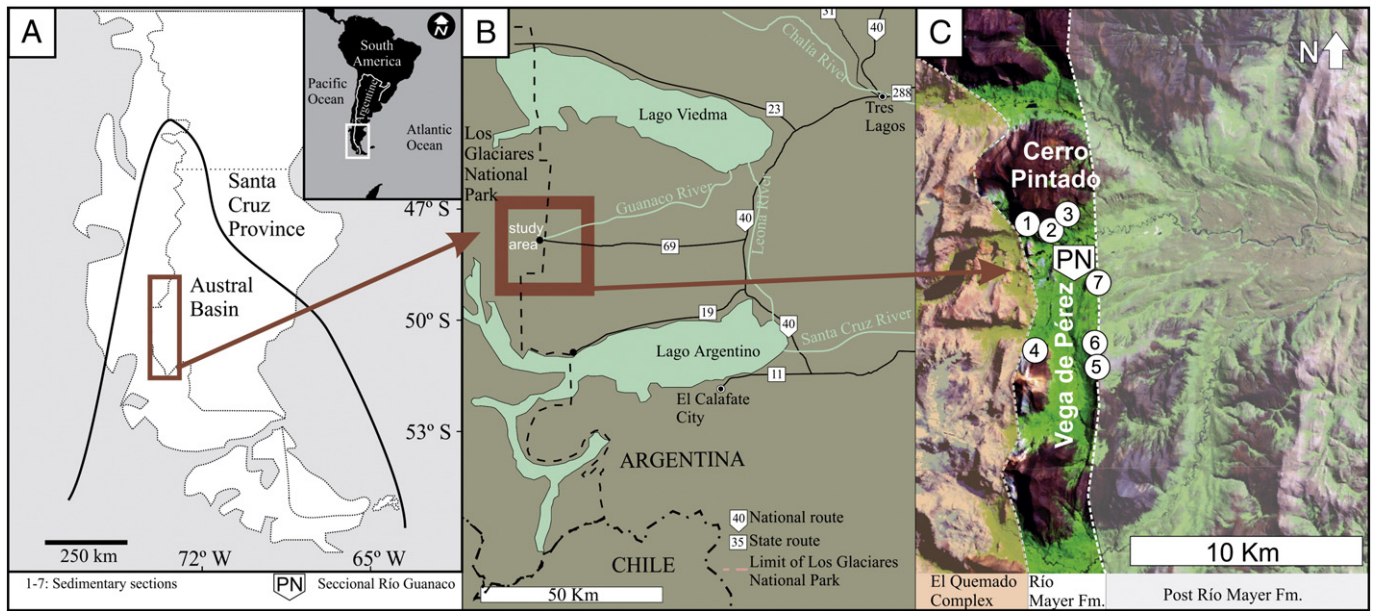 A
N
South
America
Pacific
Ocean
Argentine
Atlantic
Ocean
Santa
Cruz
Province
Austral
Basin
250 km
72º W
65º W
1-7: Sedimentary sections
PN
Seccional Río Guanaco
B
31
40
Chalia River
288
Tres
Lagos
23
Lago Viedma
Los
Glaciares
National
Park
47º S
Guanaco River
study
area
40
Leona River
69
50º S
19
40
Santa Cruz River
Lago Argentino
11
El Calafate
City
53º S
ARGENTINA
CHILE
40 National route
35 State route
Limit of Los Glaciares
National Park
50 Km
C
N
Cerro
Pintado
1
2
3
PN
7
Vega de Pérez
4
6
5
10 Km
El Quemado
Complex
Río
Mayer Fm.
Post Río Mayer Fm.